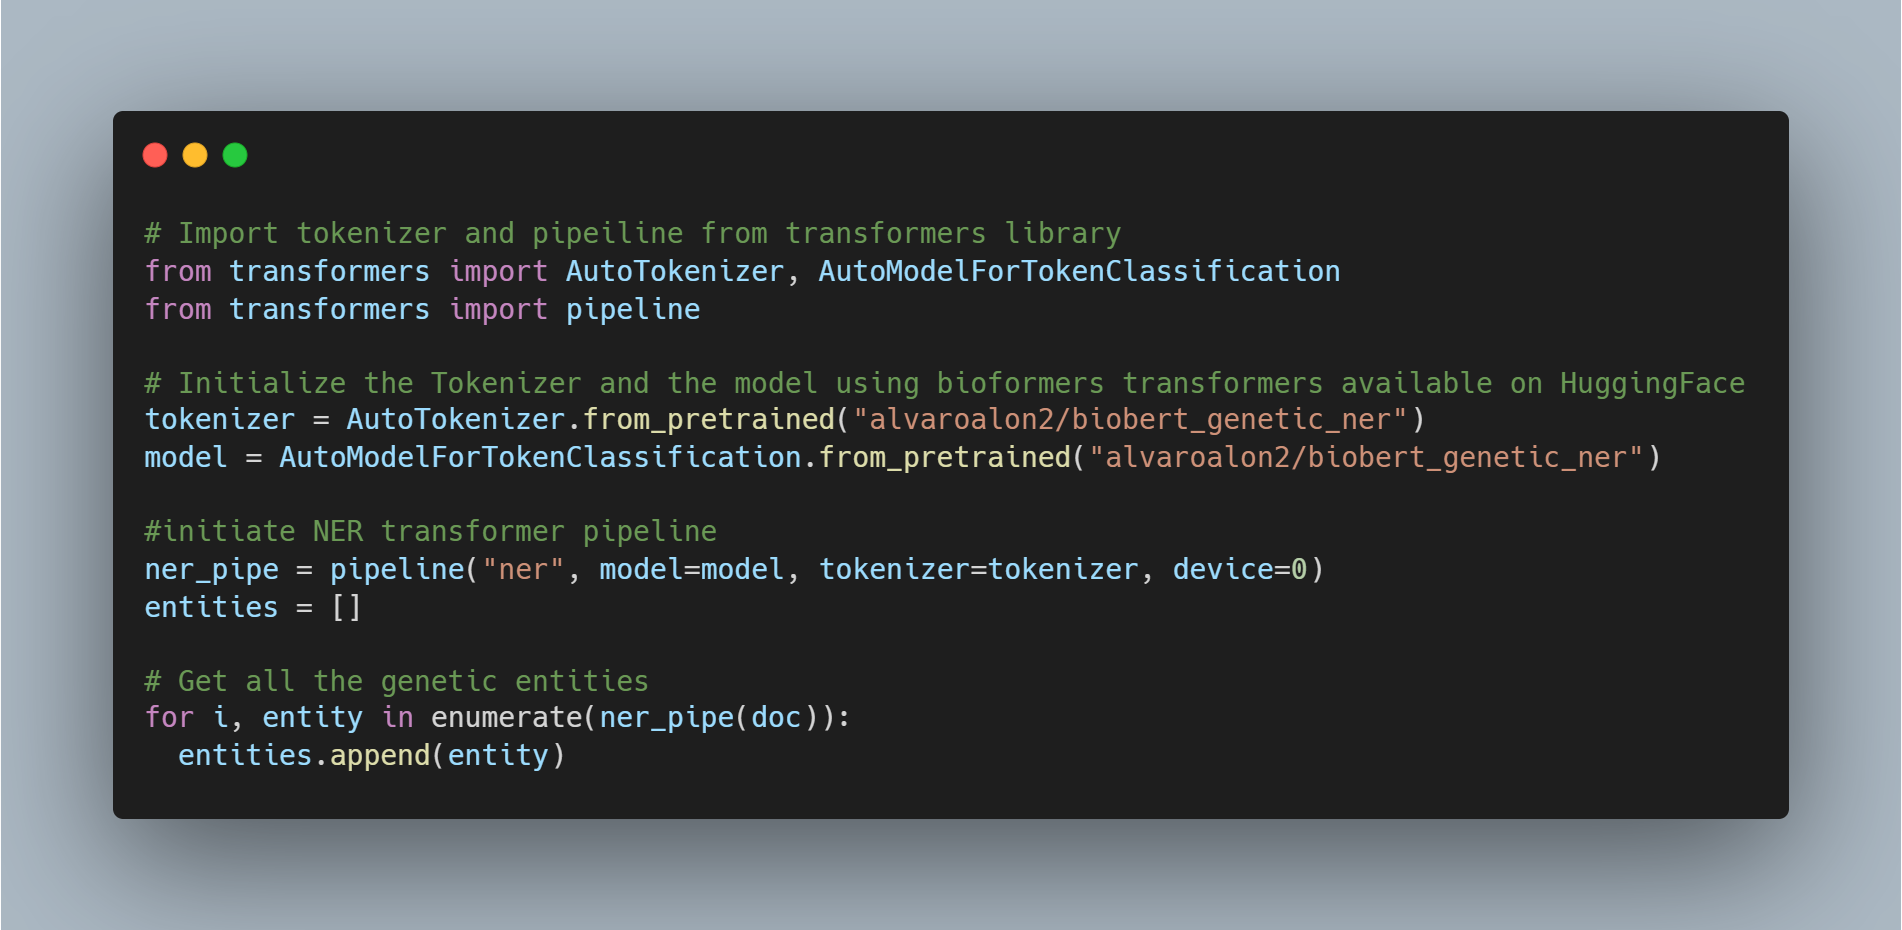 # Import tokenizer and pipeiline from transformers library
from transformers import AutoTokenizer, AutoModelForTokenClassification
from transformers import pipeline
# Initialize the Tokenizer and the model using bioformers transformers available on HuggingFace
tokenizer = AutoTokenizer.from_pretrained("alvaroalon2/biobert_genetic_ner")
model = AutoModelForTokenClassification.from_pretrained("alvaroalon2/biobert_genetic_ner")
#initiate NER transformer pipeline
ner_pipe = pipeline("ner", model=model, tokenizer=tokenizer, device=0)
entities = []
# Get all the genetic entities
for i, entity in enumerate(ner_pipe(doc)):
  entities.append(entity)